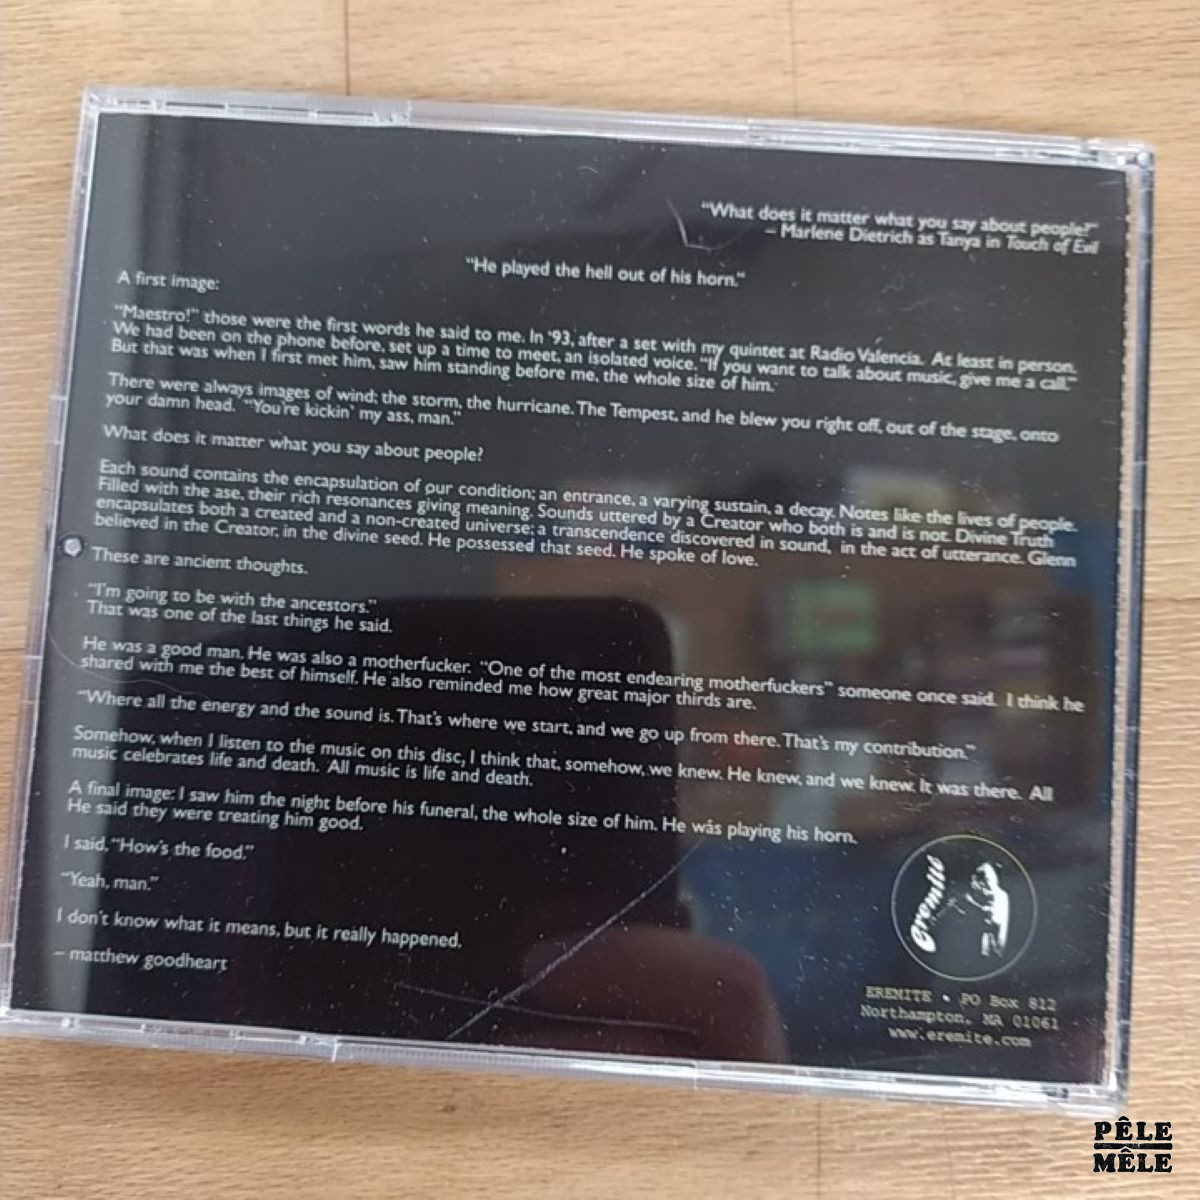 "What does it matter what you say about people?"
– Marlene Dietrich as Tanya in Touch of Evil
"He played the hell out of his horn."
A first image:
"Maestro!" those were the first words he said to me. In '93, after a set with my quintet at Radio Valencia. At least in person.
We had been on the phone before, set up a time to meet, an isolated voice. "If you want to talk about music, give me a call."
But that was when I first met him, saw him standing before me, the whole size of him.
There were always images of wind; the storm, the hurricane. The Tempest, and he blew you right off, out of the stage, onto
your damn head. "You're kickin' my ass, man."
What does it matter what you say about people?
Each sound contains the encapsulation of our condition; an entrance, a varying sustain, a decay. Notes like the lives of people.
Filled with the ase, their rich resonances giving meaning. Sounds uttered by a Creator who both is and is not. Divine Truth
encapsulates both a created and a non-created universe; a transcendence discovered in sound, in the act of utterance. Glenn
believed in the Creator, in the divine seed. He possessed that seed. He spoke of love.
These are ancient thoughts.
"I'm going to be with the ancestors."
That was one of the last things he said.
He was a good man. He was also a motherfucker. "One of the most endearing motherfuckers" someone once said. I think he
shared with me the best of himself. He also reminded me how great major thirds are.
"Where all the energy and the sound is. That's where we start, and we go up from there. That's my contribution."
Somehow, when I listen to the music on this disc, I think that, somehow, we knew. He knew, and we knew. It was there. All
music celebrates life and death. All music is life and death.
A final image: I saw him the night before his funeral, the whole size of him. He was playing his horn.
He said they were treating him good.
I said, "How's the food."
"Yeah, man."
I don't know what it means, but it really happened.
– matthew goodheart
eremite
EREMITE • PO Box 812
Northampton, MA 01061
www.eremite.com
PÊLE
MÊLE